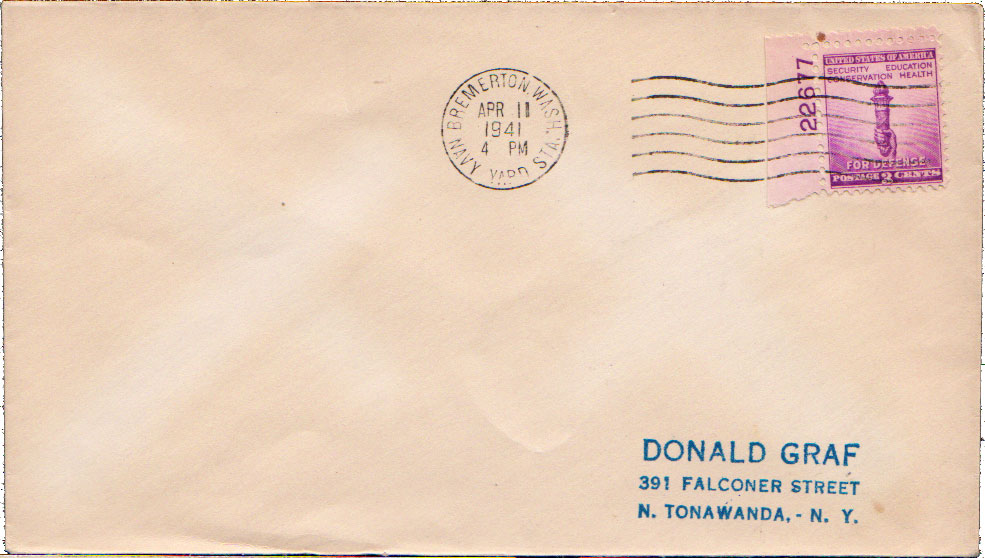 BREMERTON, WASH.
APR 11
1941
4 PM
NAVY YARD STA.
22677
UNITED STATES OF AMERICA
SECURITY EDUCATION
CONSERVATION HEALTH
FOR DEFENSE
POSTAGE 3 CENTS
DONALD GRAF
391 FALCONER STREET
N. TONAWANDA, - N. Y.